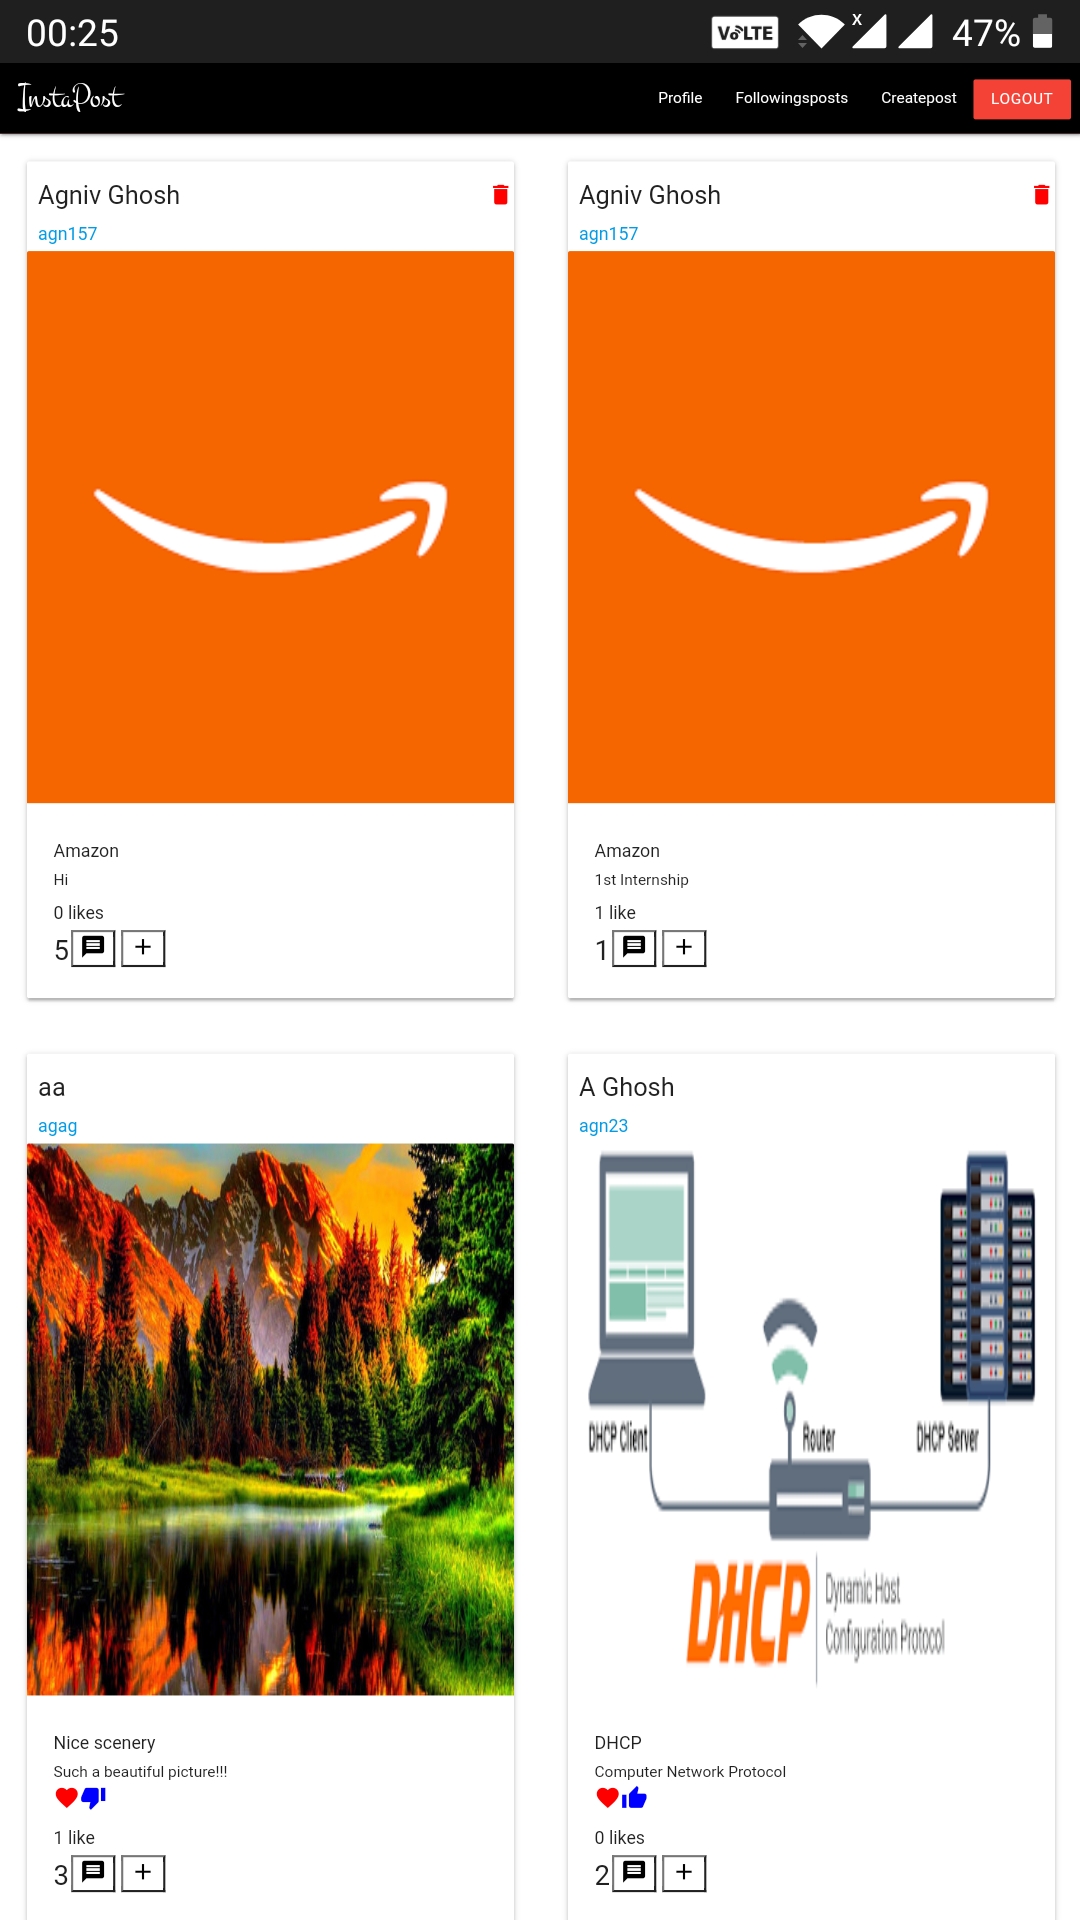 00:25 VoLTE X 47%
InstaPost Profile Followingsposts Createpost LOGOUT
Agniv Ghosh
agn157
Amazon
Hi
0 likes
5
Agniv Ghosh
agn157
Amazon
1st Internship
1 like
1
aa
agag
Nice scenery
Such a beautiful picture!!!
1 like
3
A Ghosh
agn23
DHCP Client
Router
DHCP Server
DHCP
Dynamic Host
Configuration Protocol
DHCP
Computer Network Protocol
0 likes
2